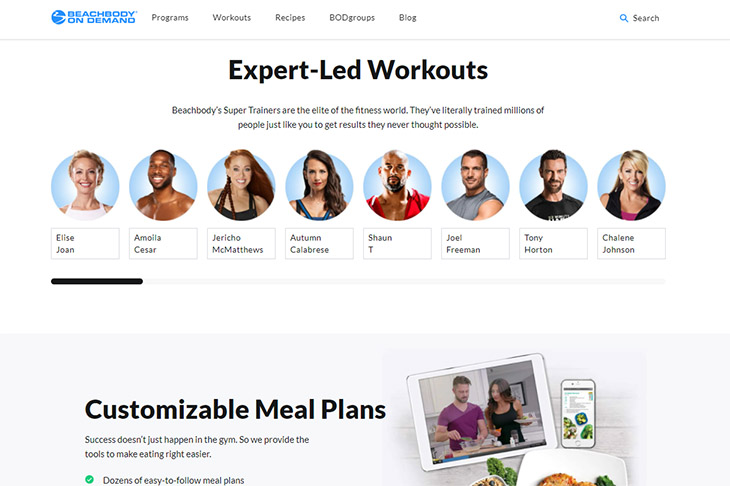 BEACHBODY
ON DEMAND
Programs
Workouts
Recipes
BODgroups
Blog
Search
Expert-Led Workouts
Beachbody's Super Trainers are the elite of the fitness world. They've literally trained millions of
people just like you to get results they never thought possible.
Elise
Joan
Amoila
Cesar
Jericho
McMatthews
Autumn
Calabrese
Shaun
T
Joel
Freeman
Tony
Horton
Chalene
Johnson
Customizable Meal Plans
Success doesn't just happen in the gym. So we provide the
tools to make eating right easier.
Dozens of easy-to-follow meal plans